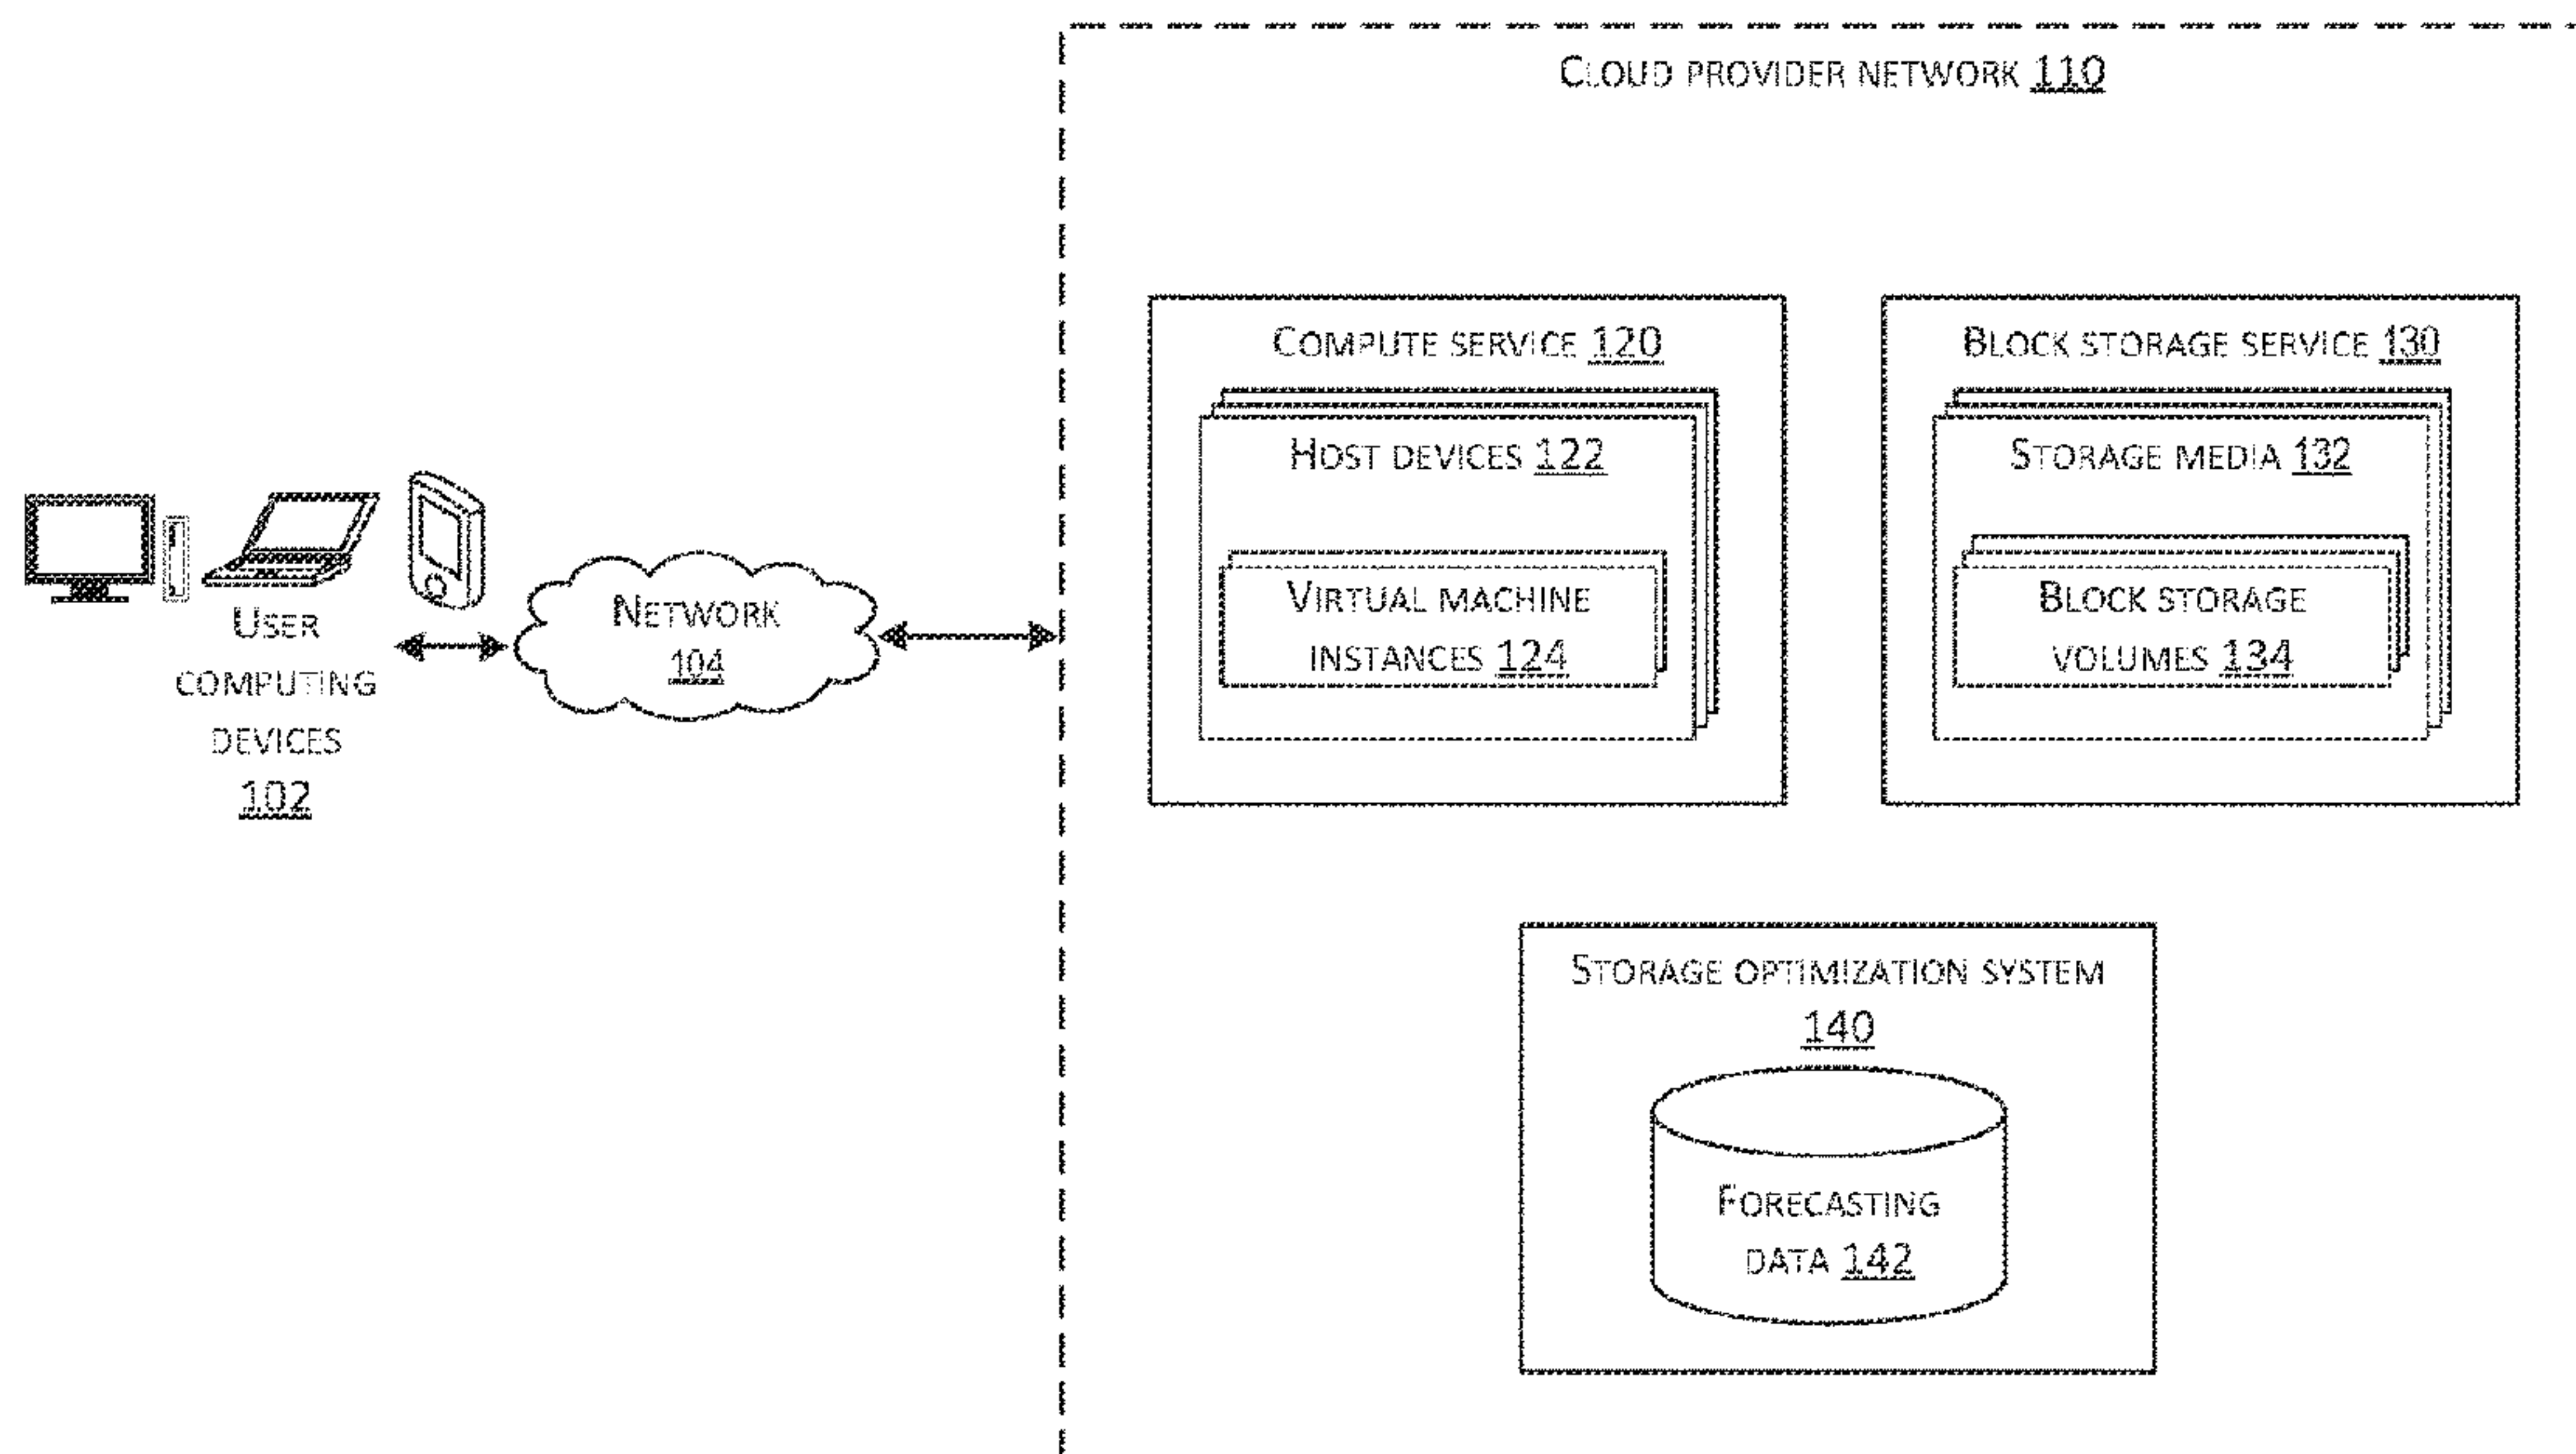 CLOUD PROVIDER NETWORK 110
COMPUTE SERVICE 120
HOST DEVICES 122
VIRTUAL MACHINE
INSTANCES 124
BLOCK STORAGE SERVICE 130
STORAGE MEDIA 132
BLOCK STORAGE
VOLUMES 134
USER
COMPUTING
DEVICES
102
NETWORK
104
STORAGE OPTIMIZATION SYSTEM
140
FORECASTING
DATA 142